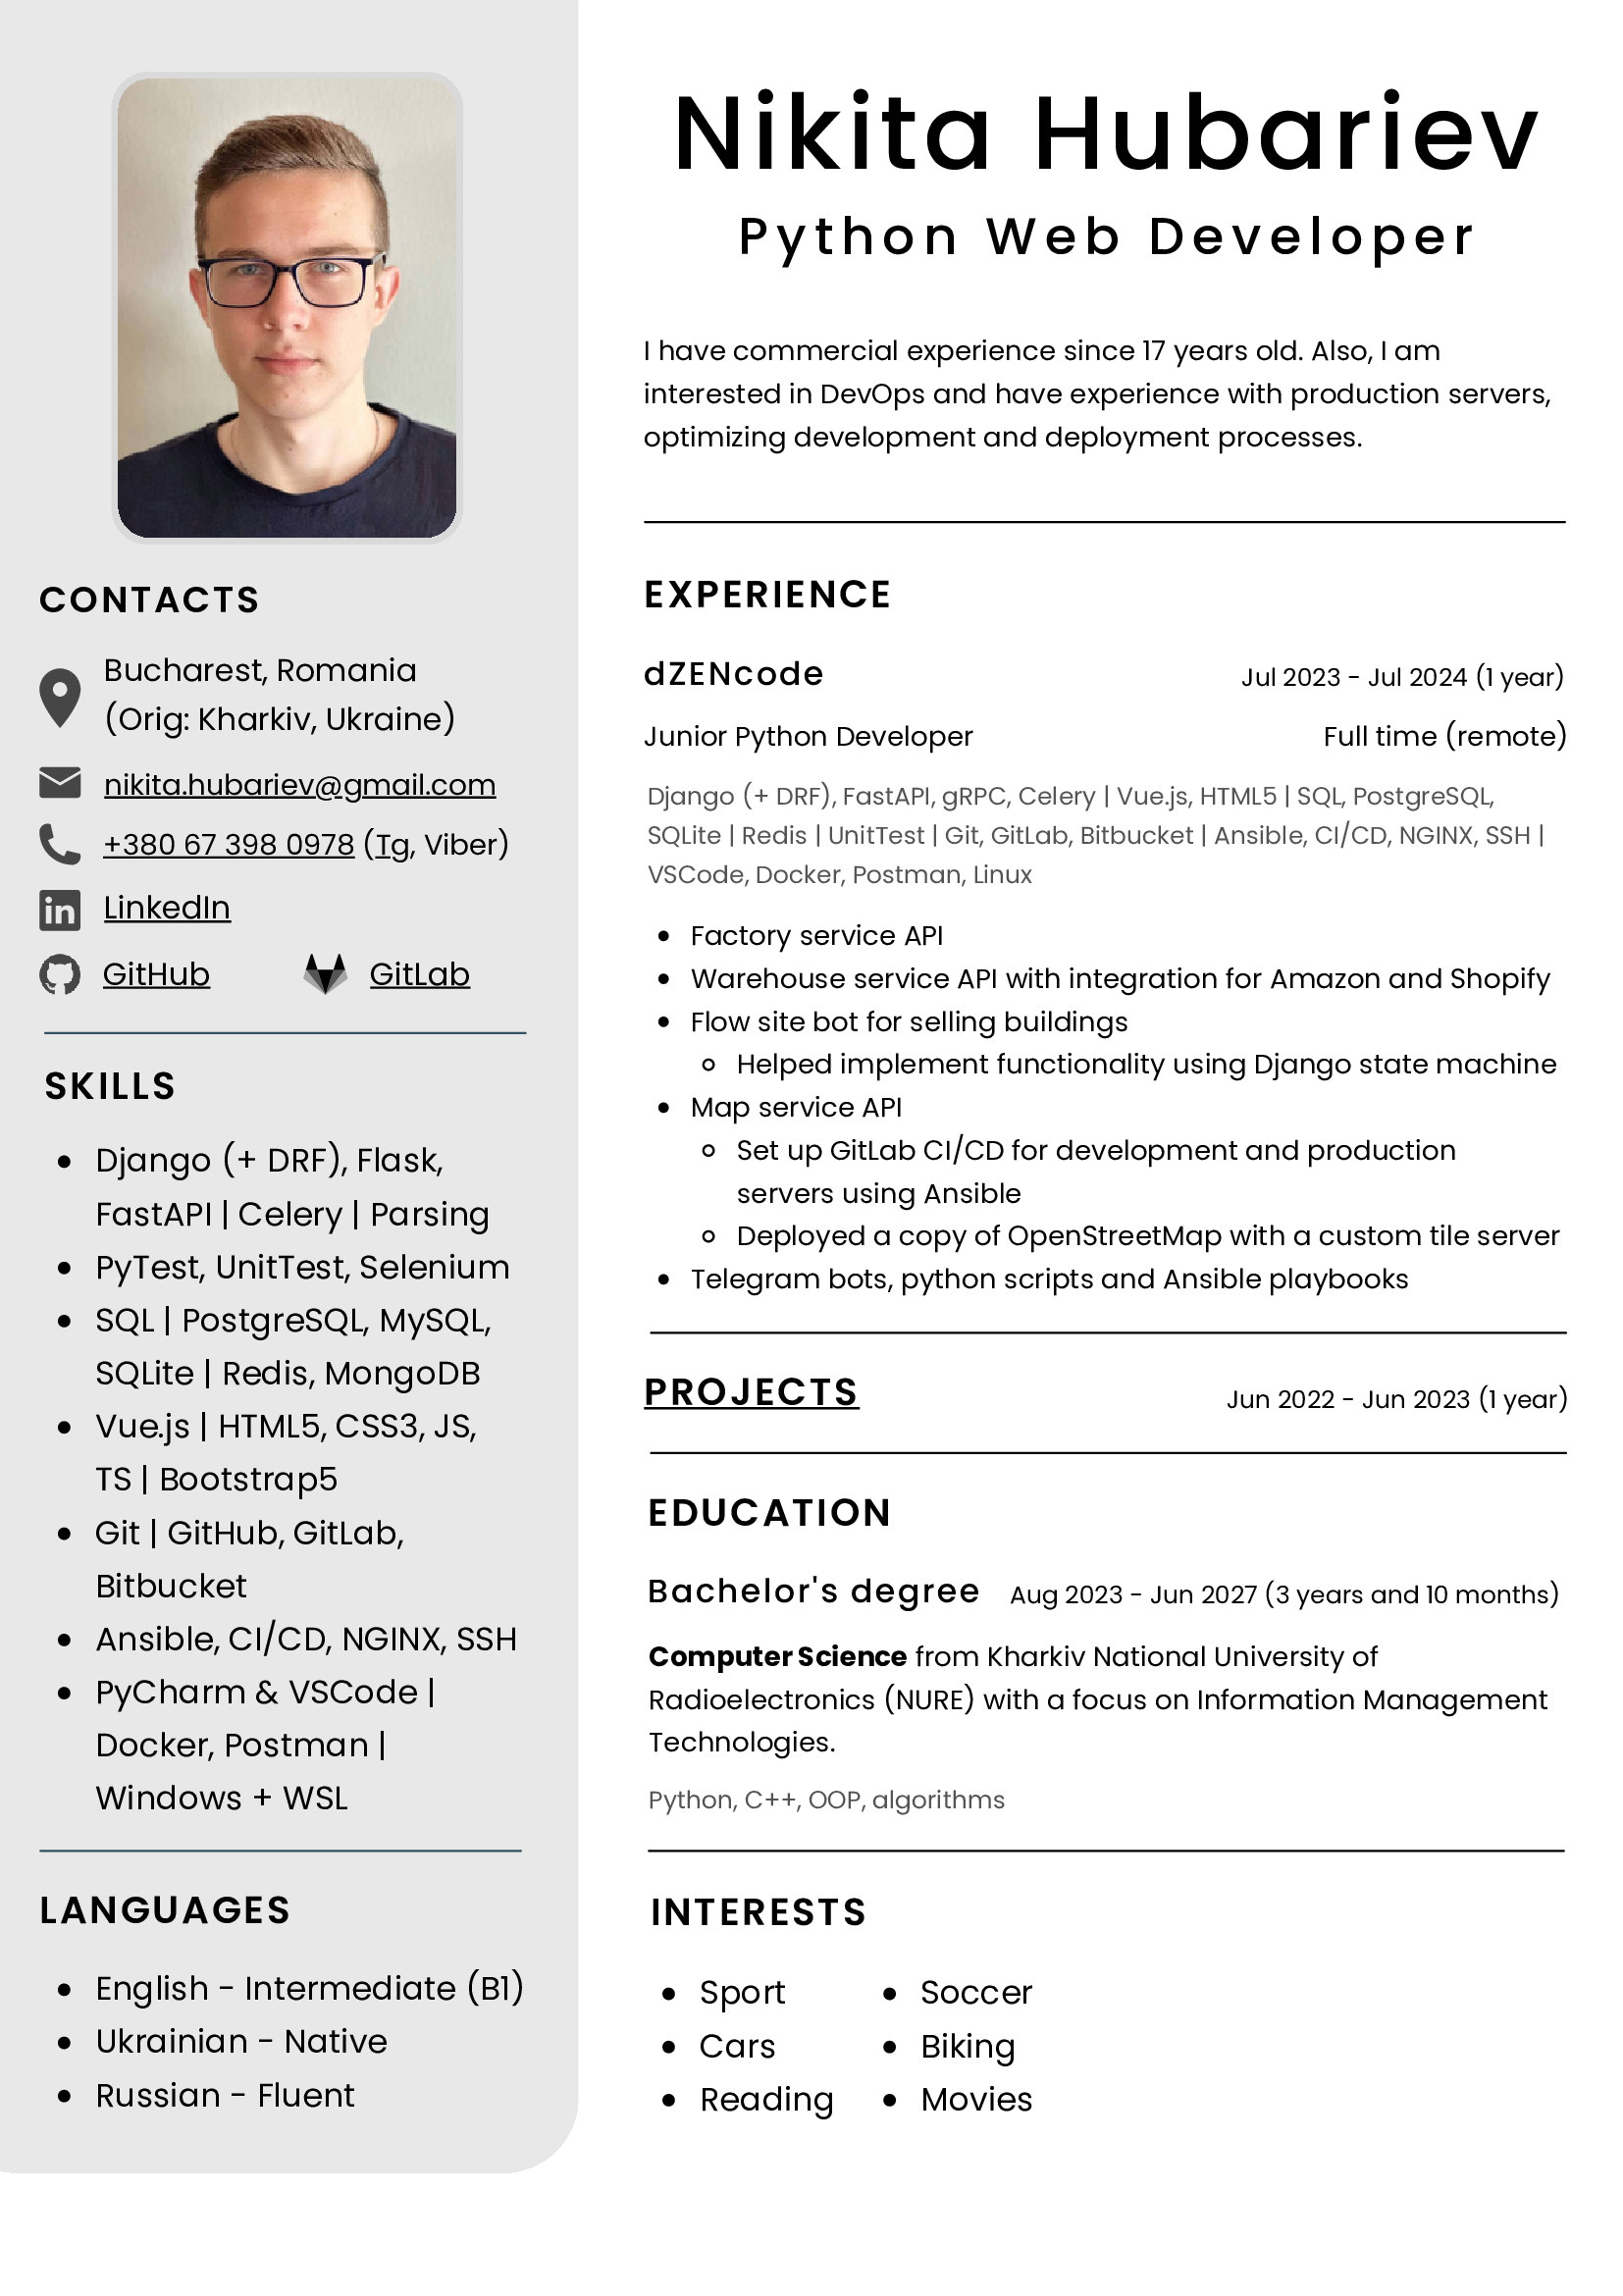 Nikita Hubariev
Python Web Developer
I have commercial experience since 17 years old. Also, I am
interested in DevOps and have experience with production servers,
optimizing development and deployment processes.
CONTACTS
Bucharest, Romania
(Orig: Kharkiv, Ukraine)
nikita.hubariev@gmail.com
+380 67 398 0978 (Tg, Viber)
in LinkedIn
GitHub GitLab
SKILLS
• Django (+ DRF), Flask,
FastAPI | Celery | Parsing
• PyTest, UnitTest, Selenium
• SQL | PostgreSQL, MySQL,
SQLite | Redis, MongoDB
• Vue.js | HTML5, CSS3, JS,
TS | Bootstrap5
• Git | GitHub, GitLab,
Bitbucket
• Ansible, CI/CD, NGINX, SSH
• PyCharm & VSCode |
Docker, Postman |
Windows + WSL
LANGUAGES
• English - Intermediate (B1)
• Ukrainian - Native
• Russian - Fluent
EXPERIENCE
dZENcode Jul 2023 - Jul 2024 (1 year)
Junior Python Developer Full time (remote)
Django (+ DRF), FastAPI, gRPC, Celery | Vue.js, HTML5 | SQL, PostgreSQL,
SQLite | Redis | UnitTest | Git, GitLab, Bitbucket | Ansible, CI/CD, NGINX, SSH |
VSCode, Docker, Postman, Linux
• Factory service API
• Warehouse service API with integration for Amazon and Shopify
• Flow site bot for selling buildings
◦ Helped implement functionality using Django state machine
• Map service API
◦ Set up GitLab CI/CD for development and production
servers using Ansible
◦ Deployed a copy of OpenStreetMap with a custom tile server
• Telegram bots, python scripts and Ansible playbooks
PROJECTS Jun 2022 - Jun 2023 (1 year)
EDUCATION
Bachelor's degree Aug 2023 - Jun 2027 (3 years and 10 months)
Computer Science from Kharkiv National University of
Radioelectronics (NURE) with a focus on Information Management
Technologies.
Python, C++, OOP, algorithms
INTERESTS
• Sport • Soccer
• Cars • Biking
• Reading • Movies